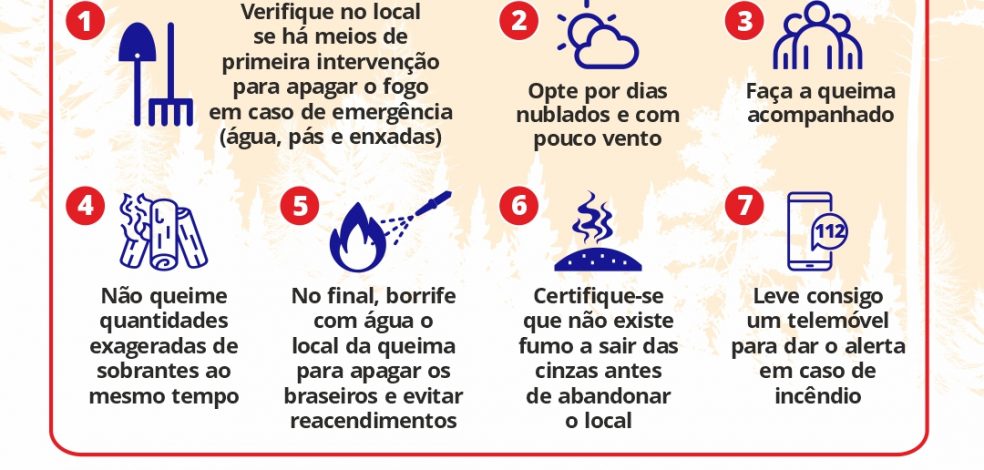 1
Verifique no local
se há meios de
primeira intervenção
para apagar o fogo
em caso de emergência
(água, pás e enxadas)
2
Opte por dias
nublados e com
pouco vento
3
Faça a queima
acompanhado
4
Não queime
quantidades
exageradas de
sobrantes ao
mesmo tempo
5
No final, borrife
com água o
local da queima
para apagar os
braseiros e evitar
reacendimentos
6
Certifique-se
que não existe
fumo a sair das
cinzas antes
de abandonar
o local
7
112
Leve consigo
um telemóvel
para dar o alerta
em caso de
incêndio